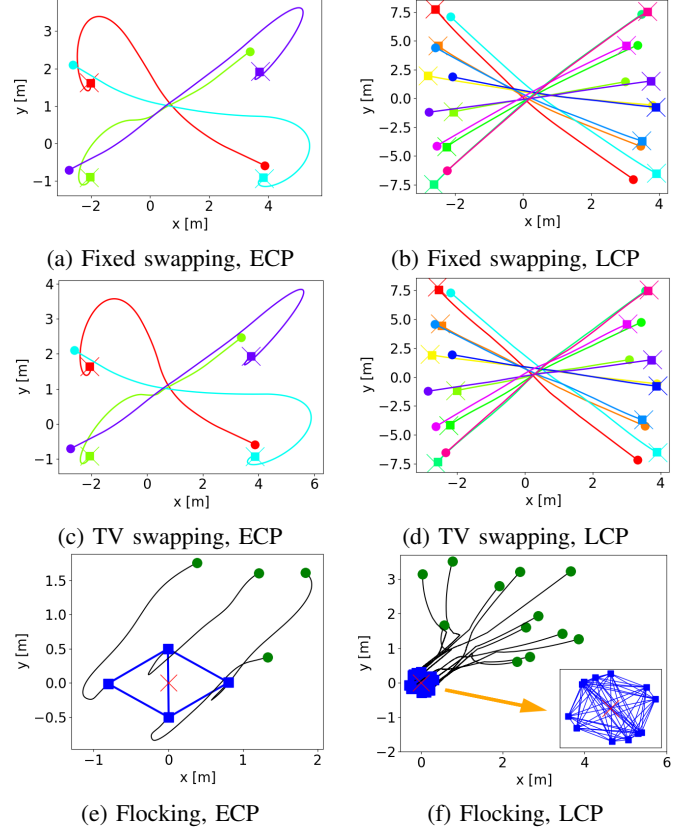 y [m]
3
2
1
0
−1
−2 0 2 4
x [m]
(a) Fixed swapping, ECP
y [m]
7.5
5.0
2.5
0.0
−2.5
−5.0
−7.5
−2 0 2 4
x [m]
(b) Fixed swapping, LCP
y [m]
4
3
2
1
0
−1
−2 0 2 4 6
x [m]
(c) TV swapping, ECP
y [m]
7.5
5.0
2.5
0.0
−2.5
−5.0
−7.5
−2 0 2 4
x [m]
(d) TV swapping, LCP
y [m]
1.5
1.0
0.5
0.0
−0.5
−1 0 1 2
x [m]
(e) Flocking, ECP
y [m]
3
2
1
0
−1
−2
0 2 4 6
x [m]
(f) Flocking, LCP